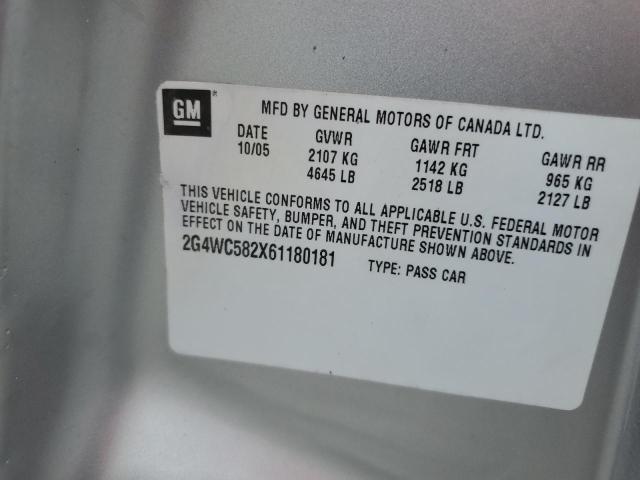 GM
MFD BY GENERAL MOTORS OF CANADA LTD.
DATE GVWR GAWR FRT GAWR RR
10/05 2107 KG 1142 KG 965 KG
4645 LB 2518 LB 2127 LB
THIS VEHICLE CONFORMS TO ALL APPLICABLE U.S. FEDERAL MOTOR
VEHICLE SAFETY, BUMPER, AND THEFT PREVENTION STANDARDS IN
EFFECT ON THE DATE OF MANUFACTURE SHOWN ABOVE.
2G4WC582X61180181 TYPE: PASS CAR